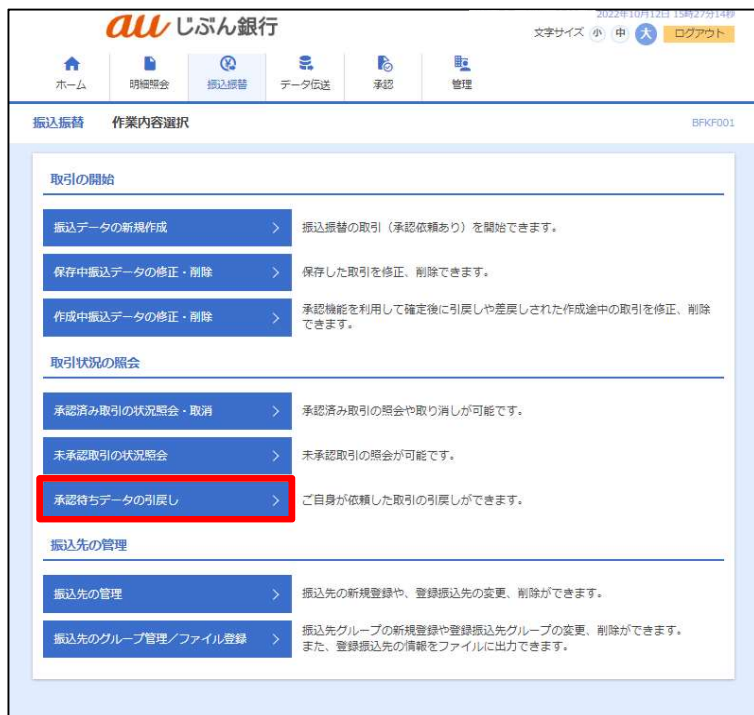 2022年10月12日 15時27分14秒
au じぶん銀行
文字サイズ 小 中 大 ログアウト
ホーム 明細照会 振込振替 データ伝送 承認 管理
振込振替 作業内容選択 BFKF001
取引の開始
振込データの新規作成 振込振替の取引（承認依頼あり）を開始できます。
保存中振込データの修正・削除 保存した取引を修正、削除できます。
作成中振込データの修正・削除 承認機能を利用して確定後に引戻しや差戻しされた作成途中の取引を修正、削除
できます。
取引状況の照会
承認済み取引の状況照会・取消 承認済み取引の照会や取り消しが可能です。
未承認取引の状況照会 未承認取引の照会が可能です。
承認待ちデータの引戻し ご自身が依頼した取引の引戻しができます。
振込先の管理
振込先の管理 振込先の新規登録や、登録振込先の変更、削除ができます。
振込先のグループ管理／ファイル登録 振込先グループの新規登録や登録振込先グループの変更、削除ができます。
また、登録振込先の情報をファイルに出力できます。